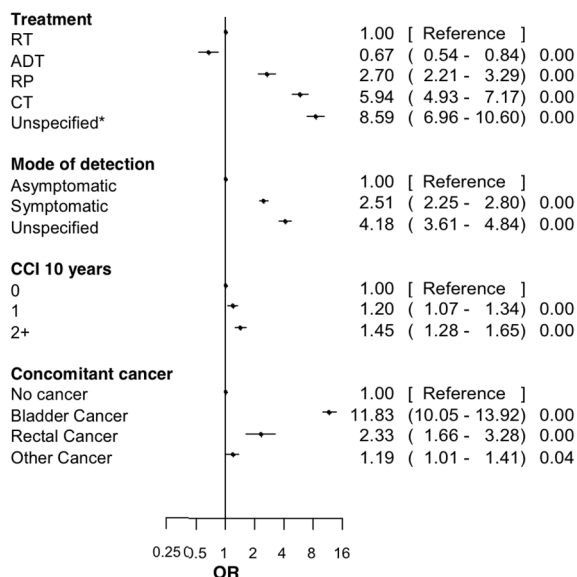 Treatment
RT 1.00 [ Reference ]
ADT 0.67 ( 0.54 - 0.84) 0.00
RP 2.70 ( 2.21 - 3.29) 0.00
CT 5.94 ( 4.93 - 7.17) 0.00
Unspecified* 8.59 ( 6.96 - 10.60) 0.00
Mode of detection
Asymptomatic 1.00 [ Reference ]
Symptomatic 2.51 ( 2.25 - 2.80) 0.00
Unspecified 4.18 ( 3.61 - 4.84) 0.00
CCI 10 years
0 1.00 [ Reference ]
1 1.20 ( 1.07 - 1.34) 0.00
2+ 1.45 ( 1.28 - 1.65) 0.00
Concomitant cancer
No cancer 1.00 [ Reference ]
Bladder Cancer 11.83 (10.05 - 13.92) 0.00
Rectal Cancer 2.33 ( 1.66 - 3.28) 0.00
Other Cancer 1.19 ( 1.01 - 1.41) 0.04
0.25 0.5 1 2 4 8 16
OR